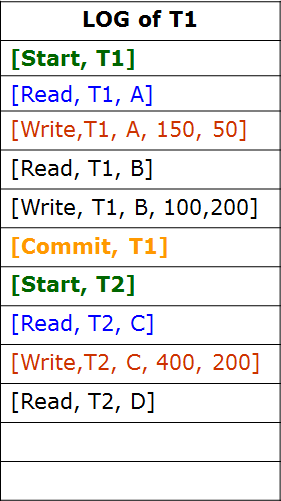 LOG of T1
[Start, T1]
[Read, T1, A]
[Write,T1, A, 150, 50]
[Read, T1, B]
[Write, T1, B, 100,200]
[Commit, T1]
[Start, T2]
[Read, T2, C]
[Write,T2, C, 400, 200]
[Read, T2, D]